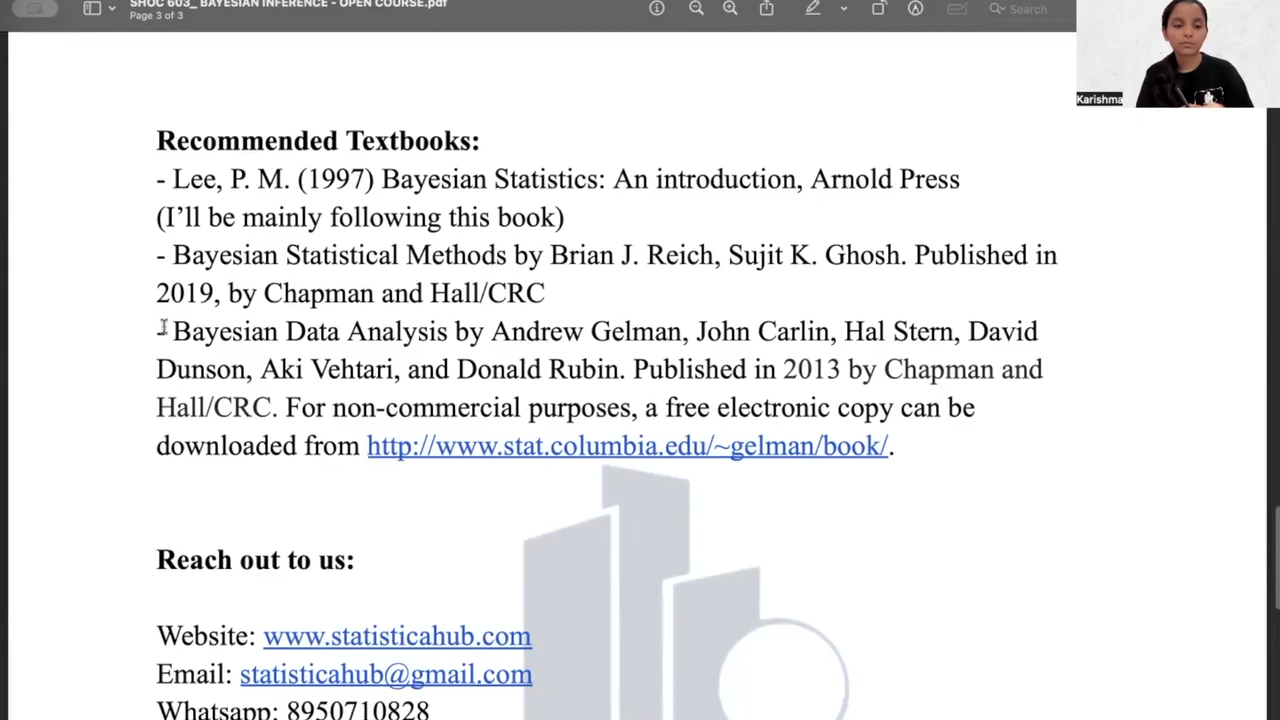 SHOC 603_ BAYESIAN INFERENCE - OPEN COURSE.pdf
Page 3 of 3
Search
Karishma
Recommended Textbooks:
- Lee, P. M. (1997) Bayesian Statistics: An introduction, Arnold Press
(I’ll be mainly following this book)
- Bayesian Statistical Methods by Brian J. Reich, Sujit K. Ghosh. Published in
2019, by Chapman and Hall/CRC
- Bayesian Data Analysis by Andrew Gelman, John Carlin, Hal Stern, David
Dunson, Aki Vehtari, and Donald Rubin. Published in 2013 by Chapman and
Hall/CRC. For non-commercial purposes, a free electronic copy can be
downloaded from http://www.stat.columbia.edu/~gelman/book/.
Reach out to us:
Website: www.statisticahub.com
Email: statisticahub@gmail.com
Whatsapp: 8950710828